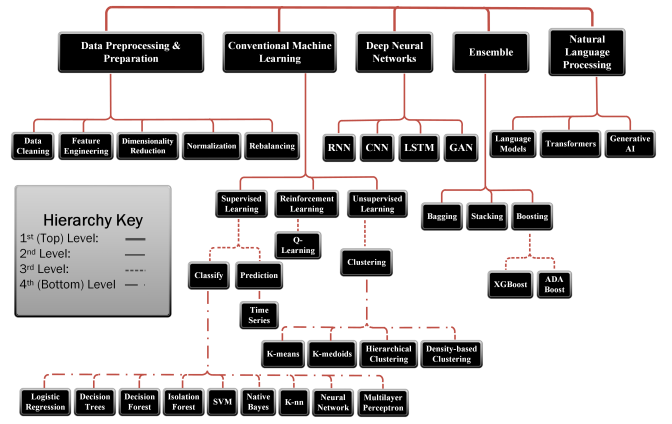 Data Preprocessing &
Preparation
Conventional Machine
Learning
Deep Neural
Networks
Ensemble
Natural
Language
Processing
Data
Cleaning
Feature
Engineering
Dimensionality
Reduction
Normalization
Rebalancing
RNN
CNN
LSTM
GAN
Language
Models
Transformers
Generative
AI
Supervised
Learning
Reinforcement
Learning
Unsupervised
Learning
Bagging
Stacking
Boosting
Hierarchy Key
1st (Top) Level:
2nd Level:
3rd Level:
4th (Bottom) Level
Q-
Learning
Classify
Prediction
Clustering
XGBoost
ADA
Boost
Time
Series
K-means
K-medoids
Hierarchical
Clustering
Density-based
Clustering
Logistic
Regression
Decision
Trees
Decision
Forest
Isolation
Forest
SVM
Native
Bayes
K-nn
Neural
Network
Multilayer
Perceptron